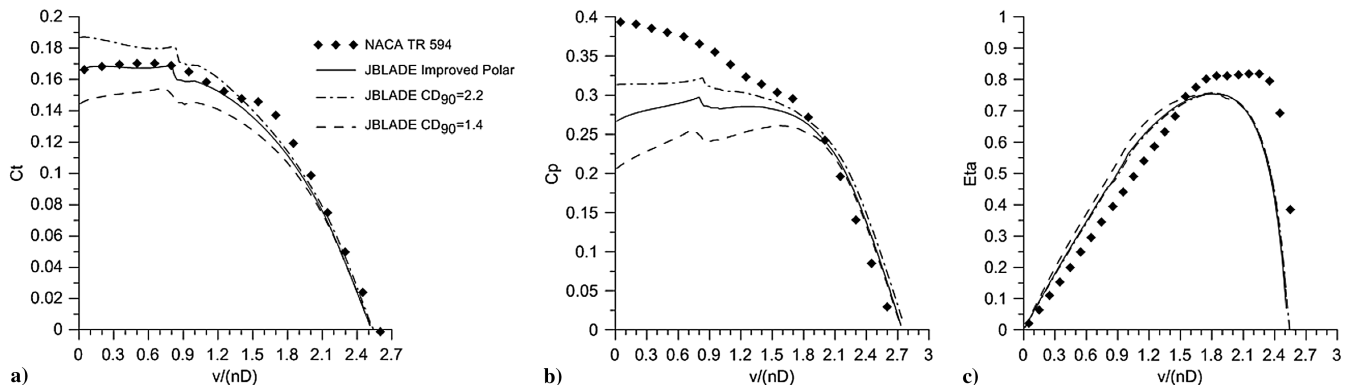 0.2
0.18
0.16
0.14
0.12
0.1
0.08
0.06
0.04
0.02
0
Ct
0 0.3 0.6 0.9 1.2 1.5 1.8 2.1 2.4 2.7
v/(nD)
a)
NACA TR 594
JBLADE Improved Polar
JBLADE CD90=2.2
JBLADE CD90=1.4
0.4
0.35
0.3
0.25
0.2
0.15
0.1
0.05
0
Cp
0 0.3 0.6 0.9 1.2 1.5 1.8 2.1 2.4 2.7 3
v/(nD)
b)
1
0.9
0.8
0.7
0.6
0.5
0.4
0.3
0.2
0.1
0
Eta
0 0.3 0.6 0.9 1.2 1.5 1.8 2.1 2.4 2.7 3
v/(nD)
c)